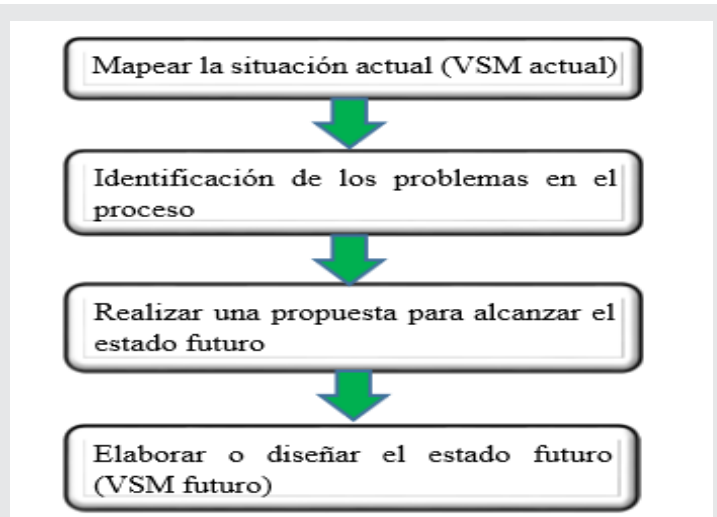 Mapear la situación actual (VSM actual)
Identificación de los problemas en el
proceso
Realizar una propuesta para alcanzar el
estado futuro
Elaborar o diseñar el estado futuro
(VSM futuro)